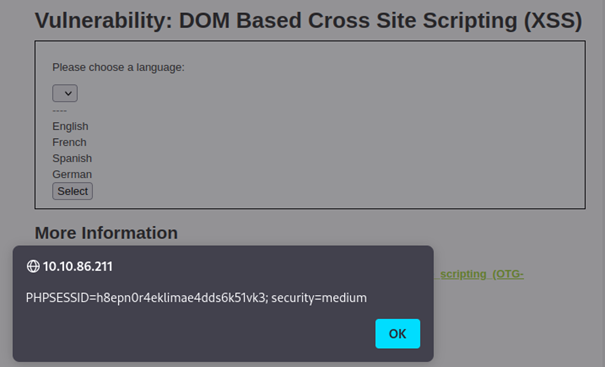 Vulnerability: DOM Based Cross Site Scripting (XSS)
Please choose a language:
----
English
French
Spanish
German
Select
More Information
scripting (OTG-
10.10.86.211
PHPSESSID=h8epn0r4eklimae4dds6k51vk3; security=medium
OK